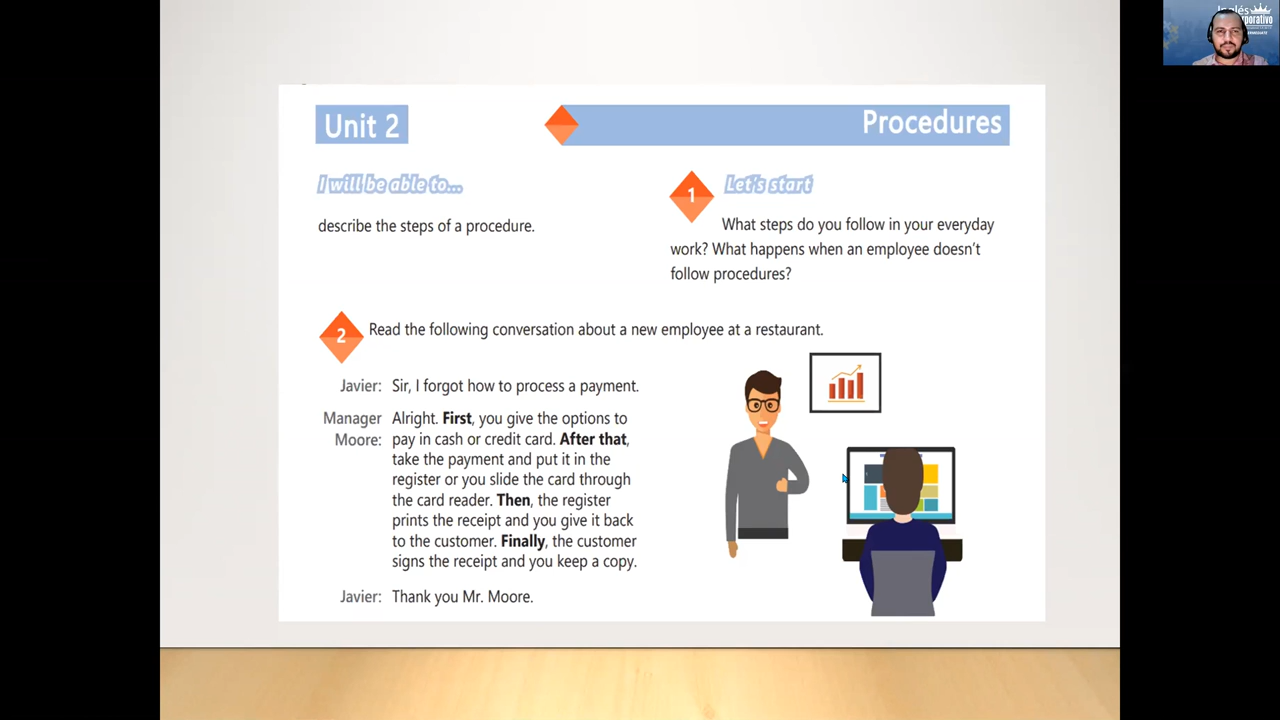 Inglés
Unit 2
Procedures
I will be able to...
describe the steps of a procedure.
1
Let's start
What steps do you follow in your everyday
work? What happens when an employee doesn't
follow procedures?
2
Read the following conversation about a new employee at a restaurant.
Javier: Sir, I forgot how to process a payment.
Manager Moore: Alright. First, you give the options to
pay in cash or credit card. After that,
take the payment and put it in the
register or you slide the card through
the card reader. Then, the register
prints the receipt and you give it back
to the customer. Finally, the customer
signs the receipt and you keep a copy.
Javier: Thank you Mr. Moore.